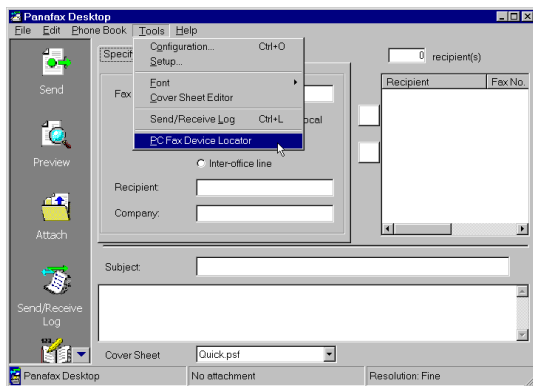 Panafax Desktop
File Edit Phone Book Tools Help
Configuration... Ctrl+O
Setup...
Font
Cover Sheet Editor
Send/Receive Log Ctrl+L
PC Fax Device Locator
Send
Preview
Attach
Send/Receive
Log
Specif
Fax
ocal
Inter-office line
Recipient:
Company:
0 recipient(s)
Recipient Fax No.
Subject:
Cover Sheet Quick.psf
Panafax Desktop No attachment Resolution: Fine